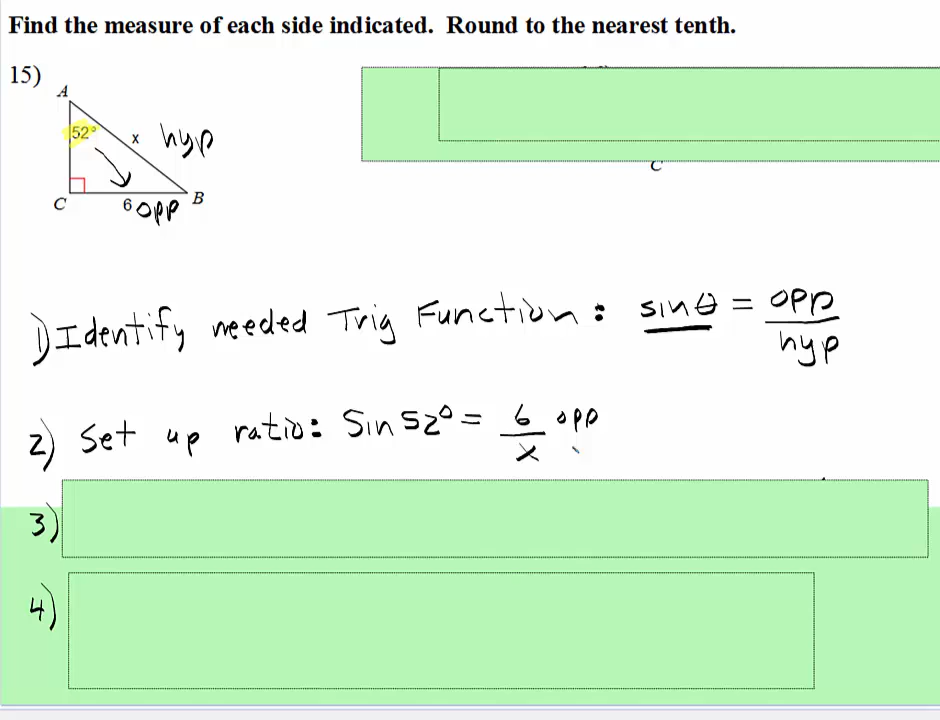 Find the measure of each side indicated.  Round to the nearest tenth.
15)
A
52°
x hyp
C
6 opp
B
C
1) Identify needed Trig Function: sin θ = opp
hyp
2) Set up ratio: Sin 52° = 6 opp
x
3)
4)